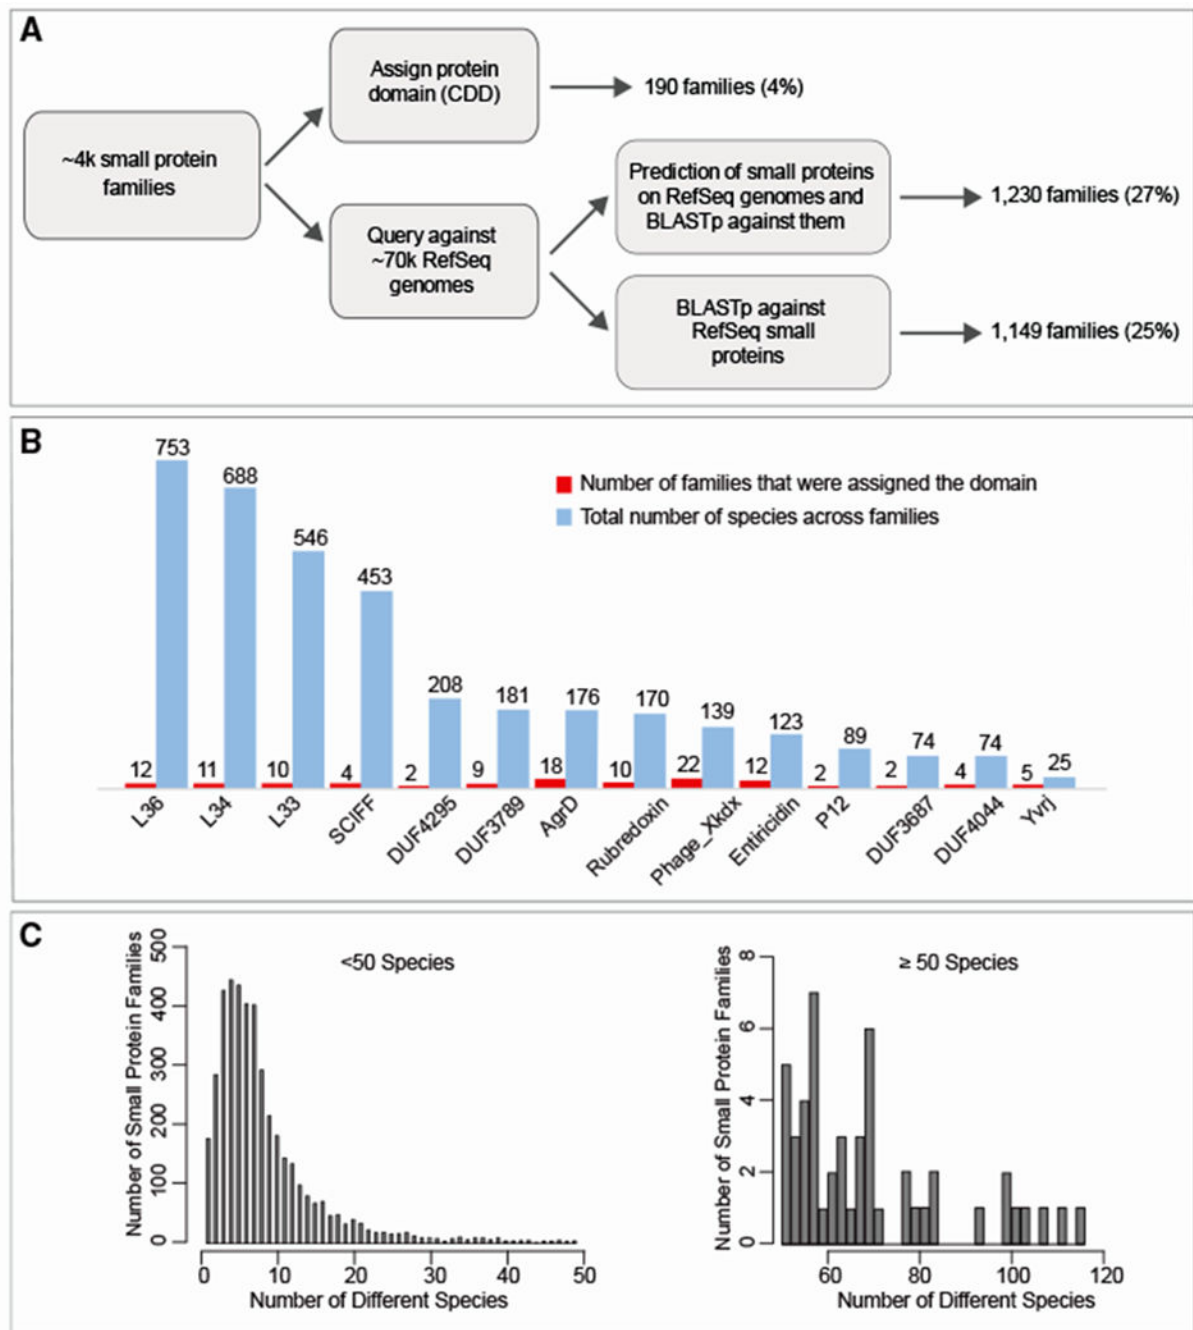 A
~4k small protein
families
Assign protein
domain (CDD)
190 families (4%)
Query against
~70k RefSeq
genomes
Prediction of small proteins
on RefSeq genomes and
BLASTp against them
1,230 families (27%)
BLASTp against
RefSeq small
proteins
1,149 families (25%)
B
Number of families that were assigned the domain
Total number of species across families
753
688
546
453
208
181
176
170
139
123
89
74
74
25
12
11
10
4
2
9
18
10
22
12
2
2
4
5
L36
L34
L33
SCIFF
DUF4295
DUF3789
AgrD
Rubredoxin
Phage_Xkdx
Entiricidin
P12
DUF3687
DUF4044
Yvrj
C
<50 Species
Number of Small Protein Families
500
400
300
200
100
0
0 10 20 30 40 50
Number of Different Species
≥ 50 Species
Number of Small Protein Families
8
6
4
2
0
60 80 100 120
Number of Different Species